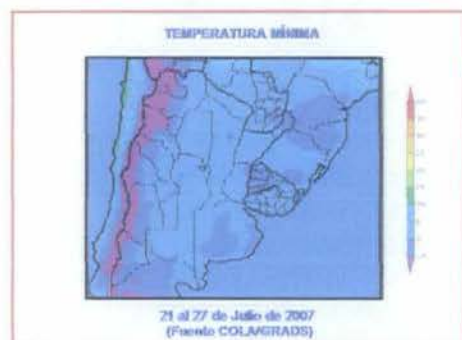 TEMPERATURA MÍNIMA
21 al 27 de Julio de 2007
(Fuente COLA/GRADS)